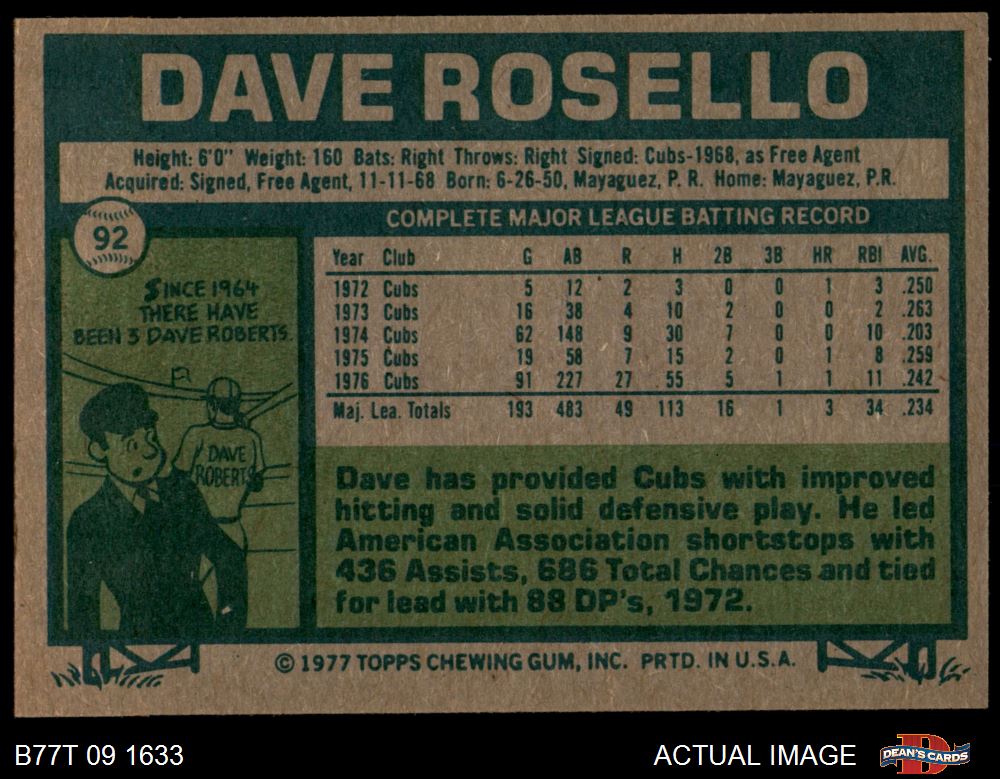 DAVE ROSELLO
Height: 6'0" Weight: 160 Bats: Right Throws: Right Signed: Cubs-1968, as Free Agent
Acquired: Signed, Free Agent, 11-11-68 Born: 6-26-50, Mayaguez, P. R. Home: Mayaguez, P.R.
92
COMPLETE MAJOR LEAGUE BATTING RECORD
SINCE 1964
THERE HAVE
BEEN 3 DAVE ROBERTS.
DAVE
ROBERTS
Year Club G AB R H 2B 3B HR RBI AVG.
1972 Cubs 5 12 2 3 0 0 1 3 .250
1973 Cubs 16 38 4 10 2 0 0 2 .263
1974 Cubs 62 148 9 30 7 0 0 10 .203
1975 Cubs 19 58 7 15 2 0 1 8 .259
1976 Cubs 91 227 27 55 5 1 1 11 .242
Maj. Lea. Totals 193 483 49 113 16 1 3 34 .234
Dave has provided Cubs with improved
hitting and solid defensive play. He led
American Association shortstops with
436 Assists, 686 Total Chances and tied
for lead with 88 DP's, 1972.
© 1977 TOPPS CHEWING GUM, INC. PRTD. IN U.S.A.
B77T 09 1633
ACTUAL IMAGE
DEAN'S CARDS